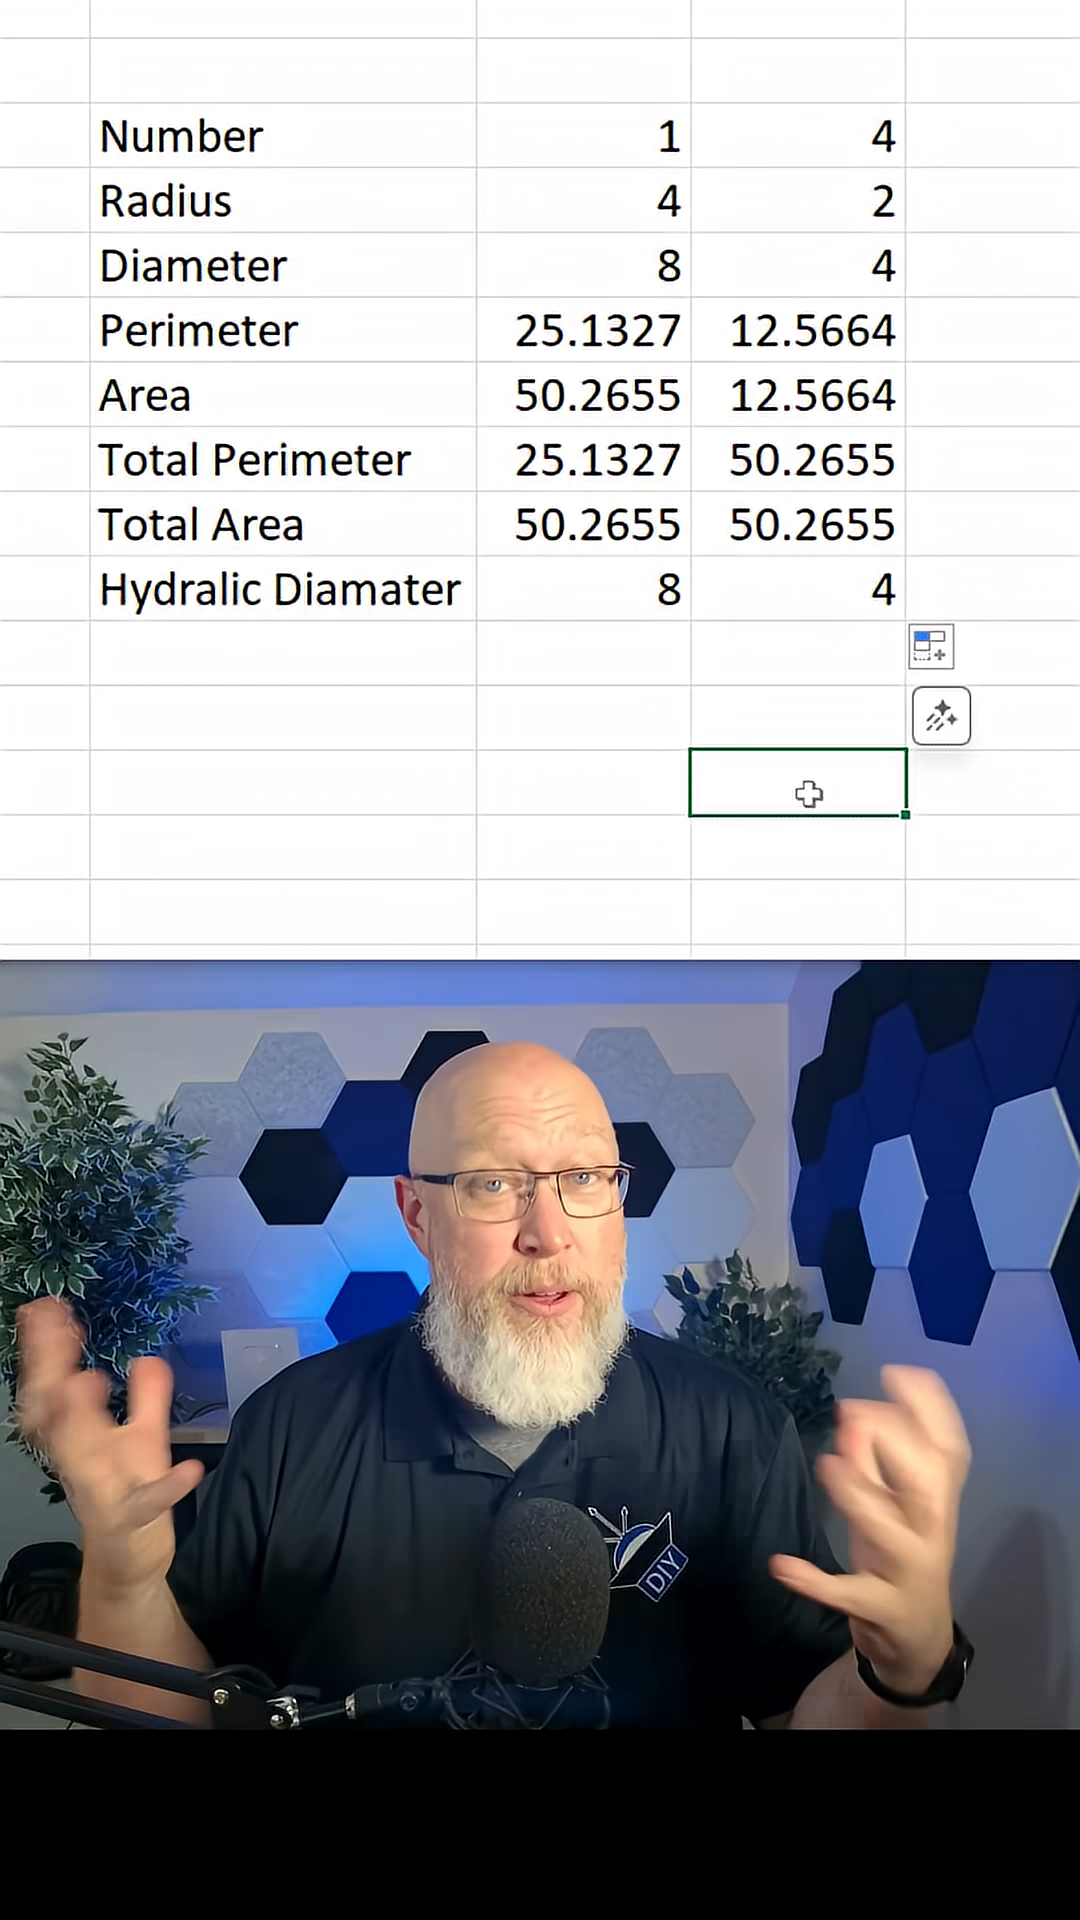 Number 1 4
Radius 4 2
Diameter 8 4
Perimeter 25.1327 12.5664
Area 50.2655 12.5664
Total Perimeter 25.1327 50.2655
Total Area 50.2655 50.2655
Hydralic Diamater 8 4
DIY